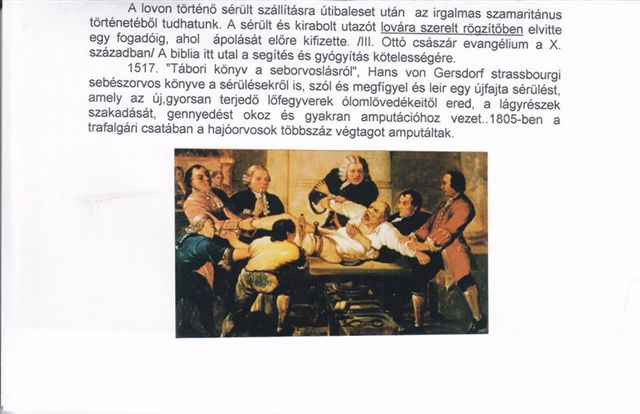 A lovon történő sérült szállításra útibaleset után az irgalmas szamaritánus
történetéből tudhatunk. A sérült és kirabolt utazót lovára szerelt rögzítőben elvitte
egy fogadóig, ahol ápolását előre kifizette. /III. Ottó császár evangélium a X.
században/ A biblia itt utal a segítés és gyógyítás kötelességére.
1517. "Tábori könyv a seborvoslásról", Hans von Gersdorf strassbourgi
sebészorvos könyve a sérülésekről is, szól és megfigyel és leir egy újfajta sérülést,
amely az új,gyorsan terjedő lőfegyverek ólomlövedékeitől ered, a lágyrészek
szakadását, gennyedést okoz és gyakran amputációhoz vezet..1805-ben a
trafalgári csatában a hajóorvosok többszáz végtagot amputáltak.